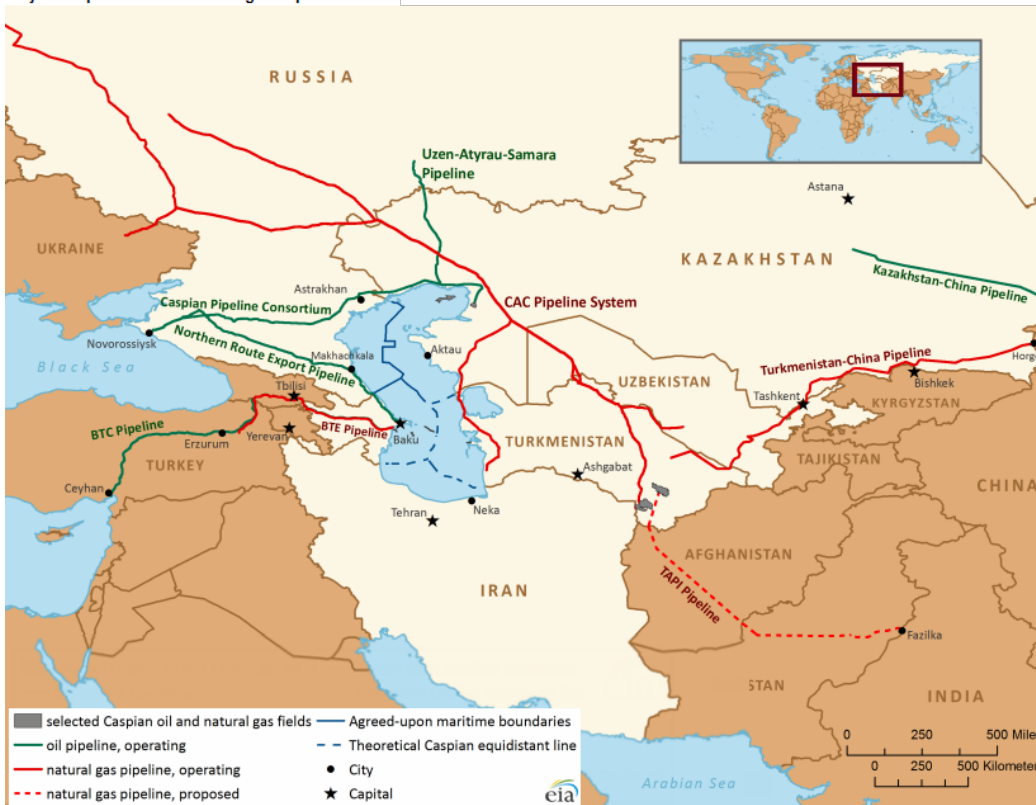 RUSSIA
Uzen-Atyrau-Samara
Pipeline
Astana
UKRAINE
KAZAKHSTAN
Kazakhstan-China Pipeline
Astrakhan
Caspian Pipeline Consortium
CAC Pipeline System
Novorossiysk
Northern Route Export Pipeline
Makhachkala
Aktau
Black Sea
Turkmenistan-China Pipeline
Horgo
Tbilisi
UZBEKISTAN
Bishkek
Tashkent
KYRGYZSTAN
BTC Pipeline
Erzurum
Yerevan
BTE Pipeline
Baku
TURKMENISTAN
TAJIKISTAN
TURKEY
Ashgabat
CHINA
Ceyhan
Neka
Tehran
AFGHANISTAN
IRAN
TAPI Pipeline
Fazilka
STAN
INDIA
selected Caspian oil and natural gas fields
Agreed-upon maritime boundaries
oil pipeline, operating
Theoretical Caspian equidistant line
natural gas pipeline, operating
City
natural gas pipeline, proposed
Capital
eia
Arabian Sea
0 250 500 Mile
0 250 500 Kilometer